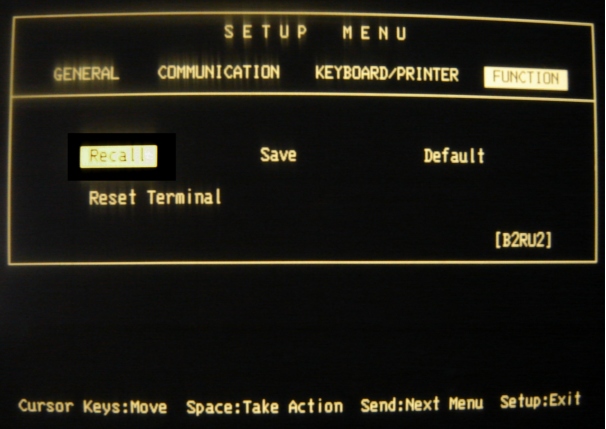 SETUP MENU
GENERAL COMMUNICATION KEYBOARD/PRINTER FUNCTION
Recall Save Default
Reset Terminal
[B2RU2]
Cursor Keys:Move Space:Take Action Send:Next Menu Setup:Exit